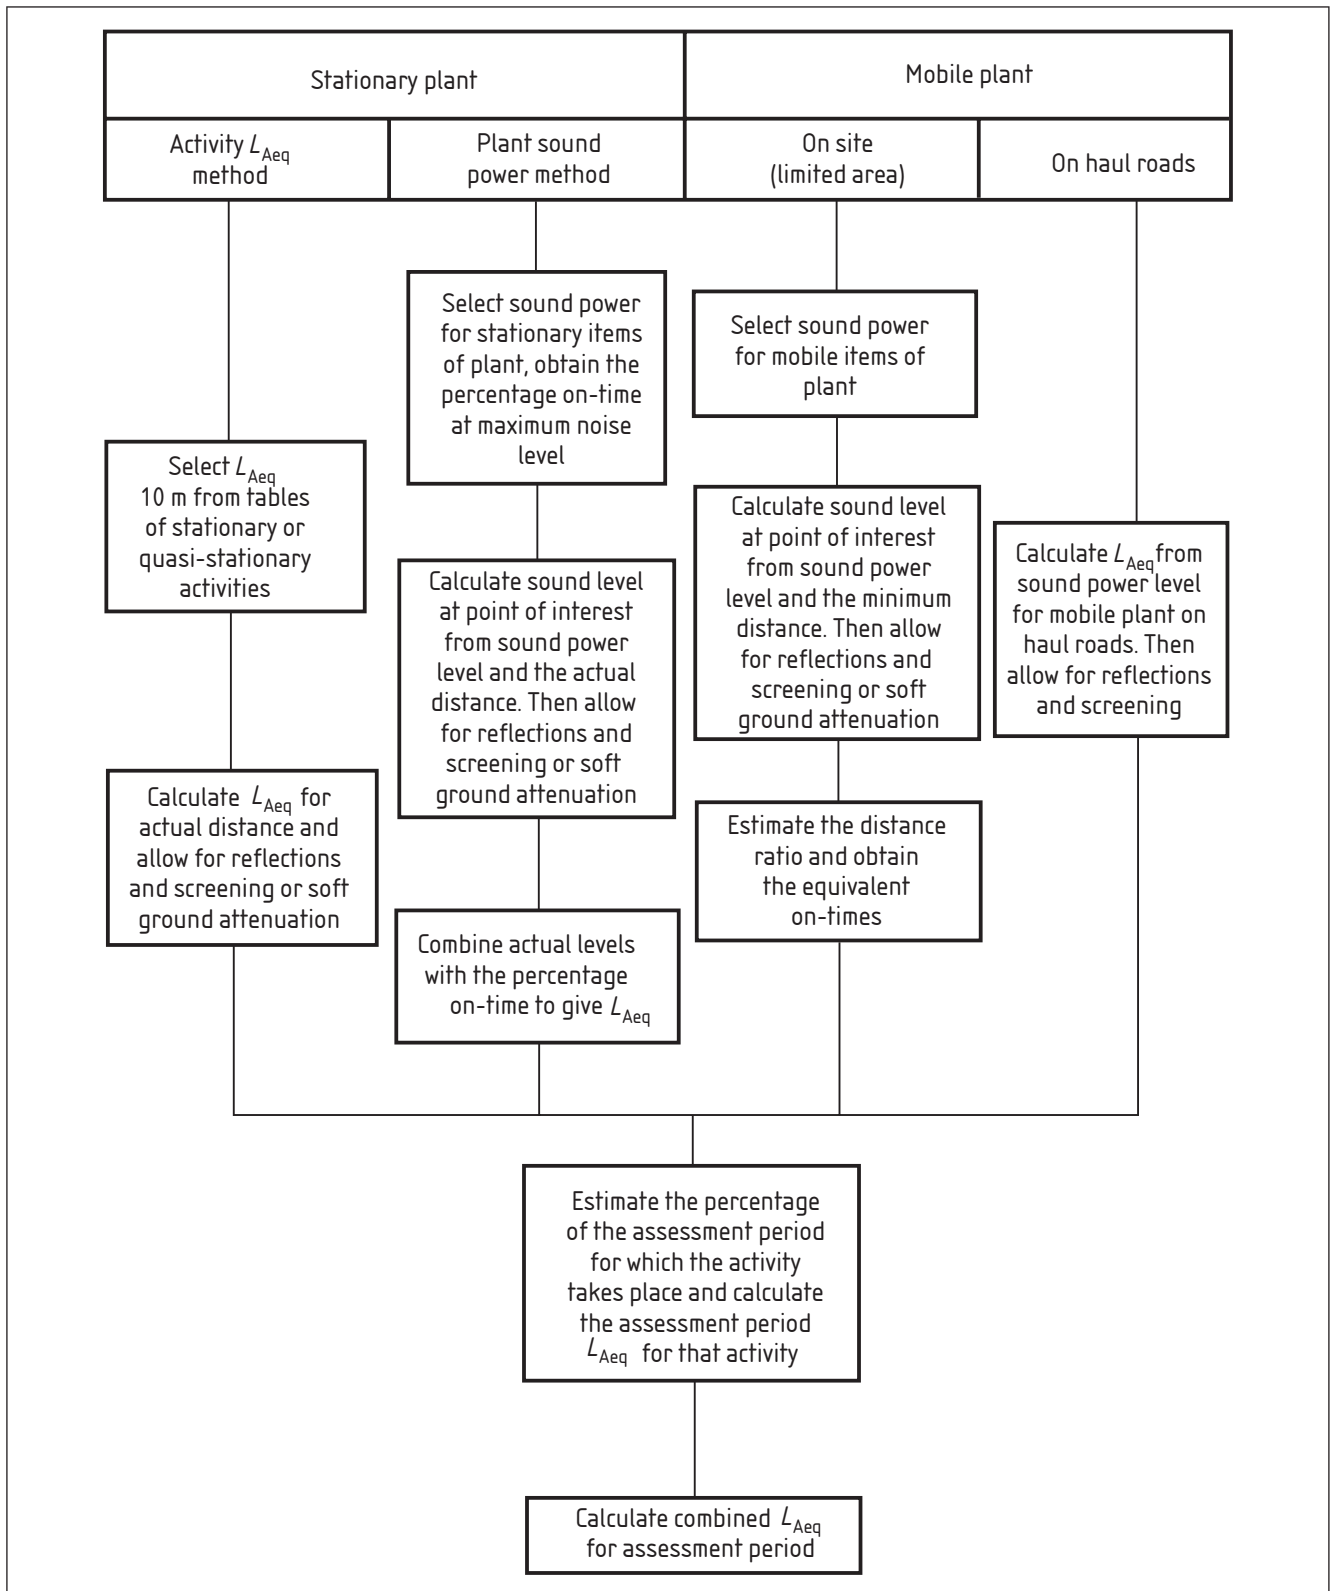 Stationary plant
Mobile plant
Activity LAeq
method
Plant sound
power method
On site
(limited area)
On haul roads
Select LAeq
10 m from tables
of stationary or
quasi-stationary
activities
Calculate LAeq for
actual distance and
allow for reflections
and screening or soft
ground attenuation
Select sound power
for stationary items
of plant, obtain the
percentage on-time
at maximum noise
level
Calculate sound level
at point of interest
from sound power
level and the actual
distance. Then allow
for reflections and
screening or soft
ground attenuation
Combine actual levels
with the percentage
on-time to give LAeq
Select sound power
for mobile items of
plant
Calculate sound level
at point of interest
from sound power
level and the minimum
distance. Then allow
for reflections and
screening or soft
ground attenuation
Estimate the distance
ratio and obtain
the equivalent
on-times
Calculate LAeq from
sound power level
for mobile plant on
haul roads. Then
allow for reflections
and screening
Estimate the percentage
of the assessment period
for which the activity
takes place and calculate
the assessment period
LAeq for that activity
Calculate combined LAeq
for assessment period